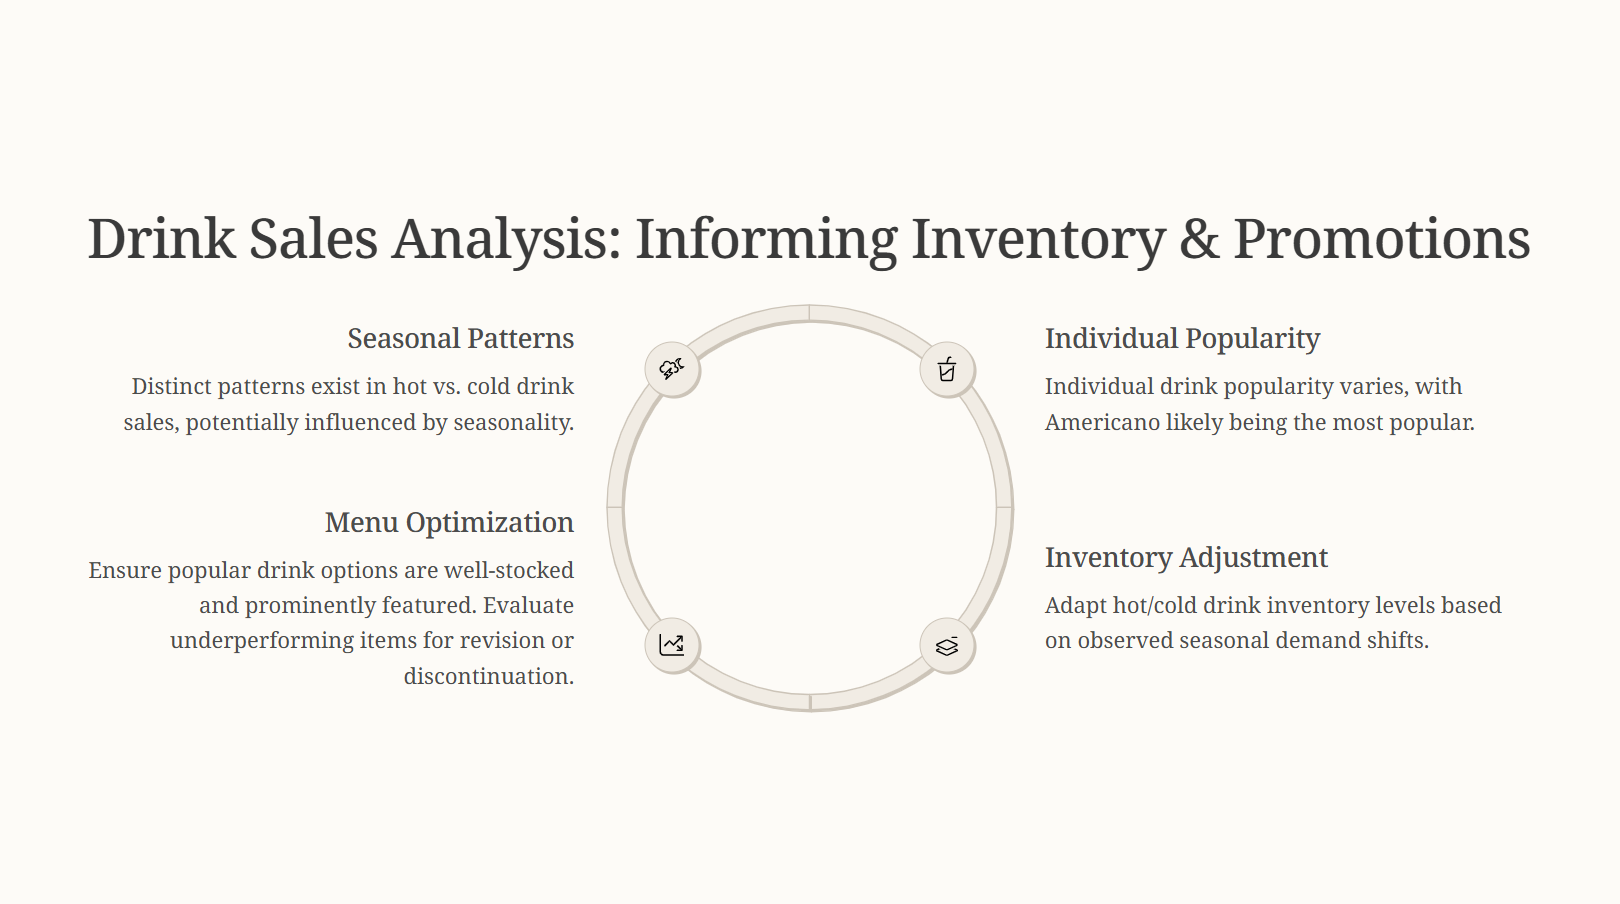 Drink Sales Analysis: Informing Inventory & Promotions
Seasonal Patterns
Distinct patterns exist in hot vs. cold drink
sales, potentially influenced by seasonality.
Individual Popularity
Individual drink popularity varies, with
Americano likely being the most popular.
Menu Optimization
Ensure popular drink options are well-stocked
and prominently featured. Evaluate
underperforming items for revision or
discontinuation.
Inventory Adjustment
Adapt hot/cold drink inventory levels based
on observed seasonal demand shifts.